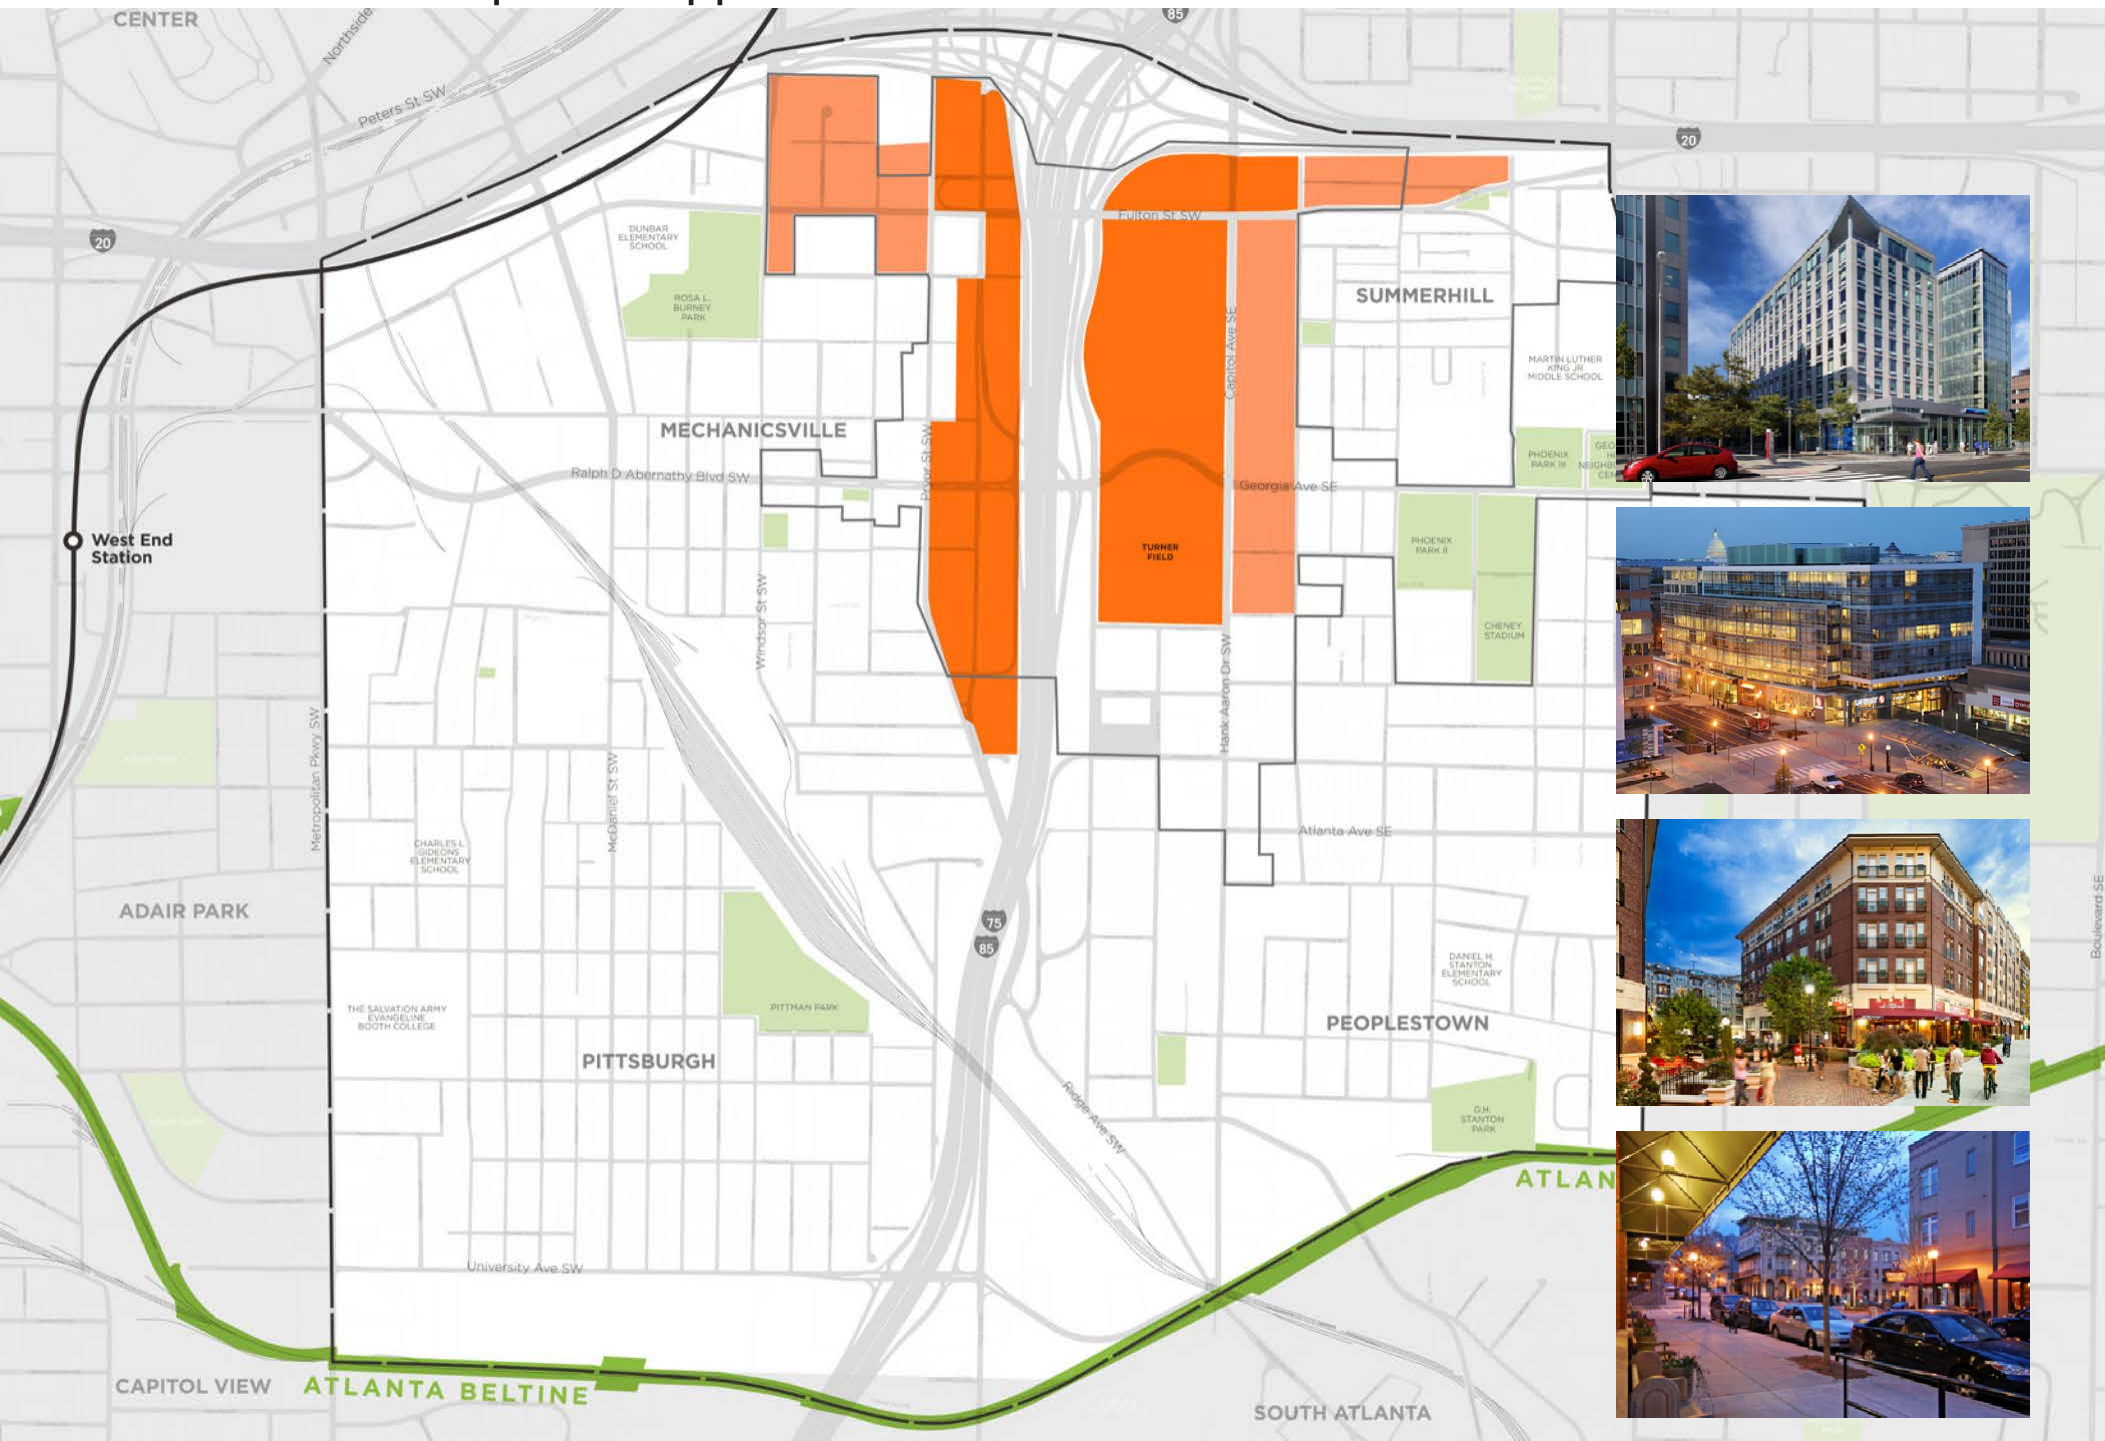 CENTER
Northside
85
Peters St SW
20
20
Fulton St SW
DUNBAR
ELEMENTARY
SCHOOL
ROSA L.
BURNEY
PARK
SUMMERHILL
Capitol Ave SE
MARTIN LUTHER
KING JR
MIDDLE SCHOOL
MECHANICSVILLE
Pryor St SW
PHOENIX
PARK III
Ralph D Abernathy Blvd SW
Georgia Ave SE
West End
Station
TURNER
FIELD
PHOENIX
PARK II
Windsor St SW
CHENEY
STADIUM
Hank Aaron Dr SW
Metropolitan Pkwy SW
McDaniel St SW
Atlanta Ave SE
CHARLES L.
GIDEONS
ELEMENTARY
SCHOOL
ADAIR PARK
75
85
Boulevard SE
DANIEL H.
STANTON
ELEMENTARY
SCHOOL
THE SALVATION ARMY
EVANGELINE
BOOTH COLLEGE
PITTMAN PARK
PEOPLESTOWN
PITTSBURGH
Ridge Ave SW
D.H.
STANTON
PARK
ATLAN
University Ave SW
CAPITOL VIEW
ATLANTA BELTINE
SOUTH ATLANTA